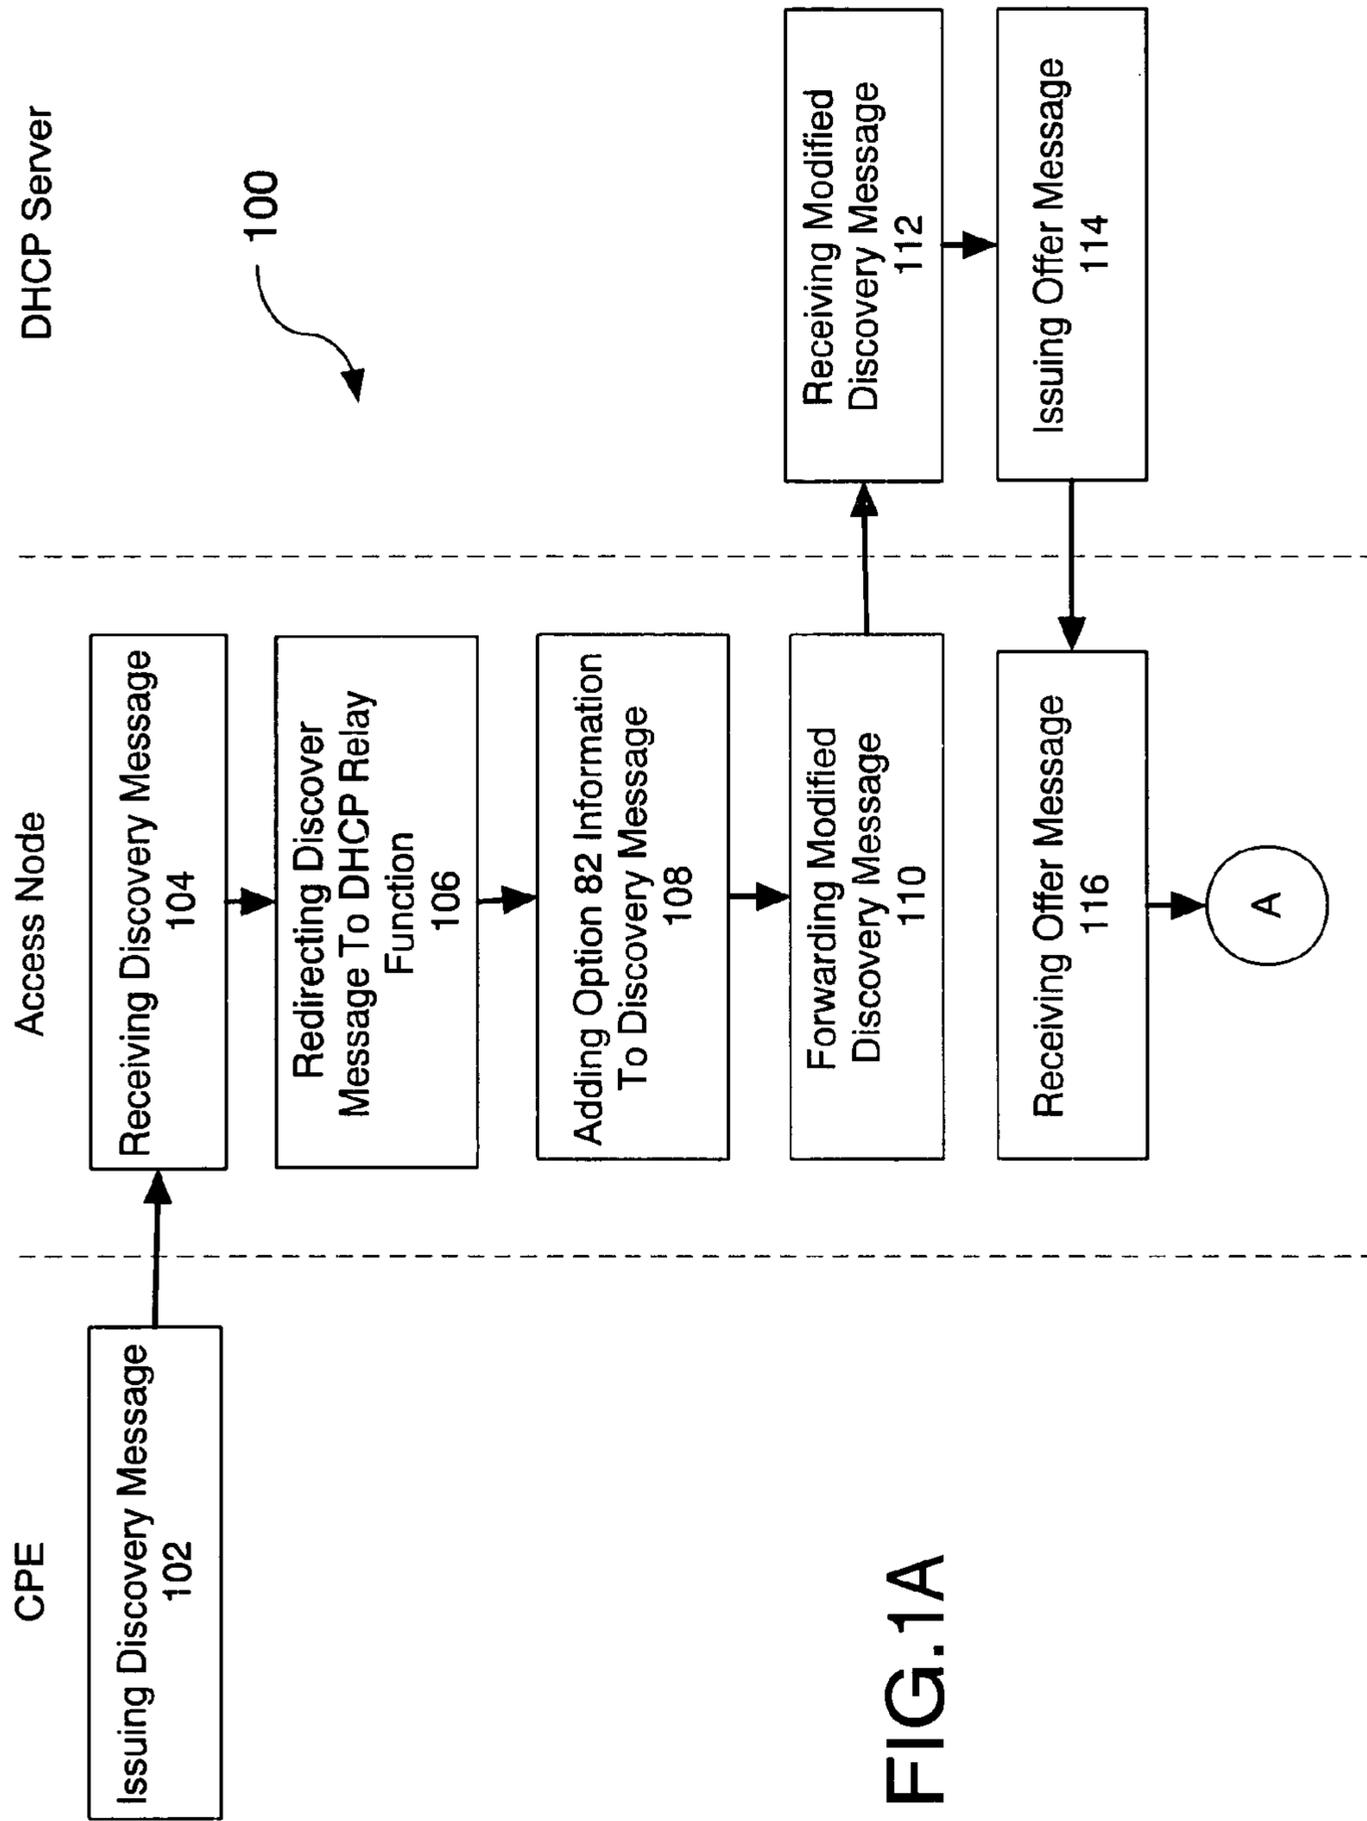 CPE
Access Node
DHCP Server
100
Issuing Discovery Message
102
Receiving Discovery Message
104
Redirecting Discover
Message To DHCP Relay
Function
106
Adding Option 82 Information
To Discovery Message
108
Forwarding Modified
Discovery Message
110
Receiving Modified
Discovery Message
112
Issuing Offer Message
114
Receiving Offer Message
116
A
FIG.1A